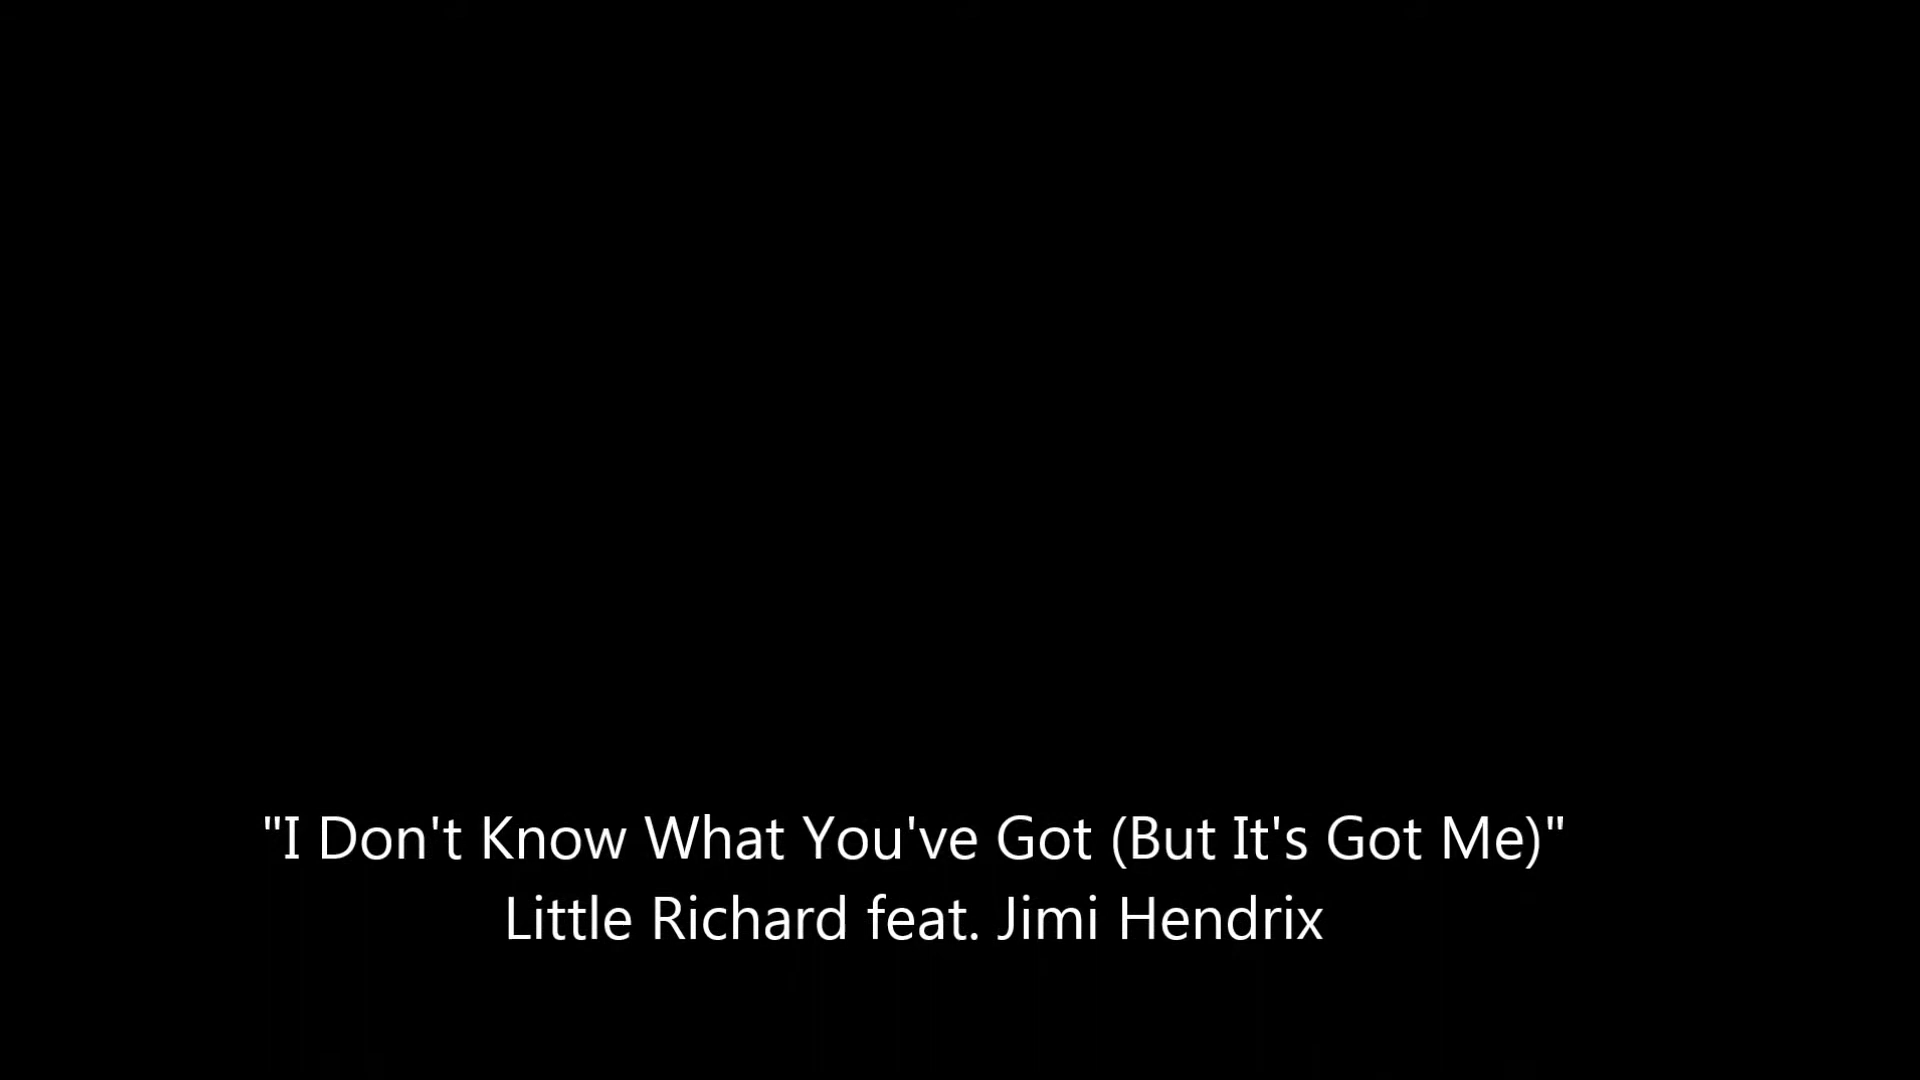 "I Don't Know What You've Got (But It's Got Me)"
Little Richard feat. Jimi Hendrix